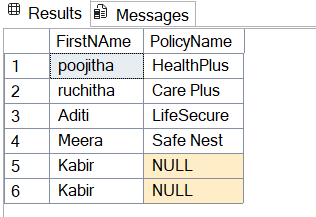 Results Messages
FirstNAme PolicyName
1 poojitha HealthPlus
2 ruchitha Care Plus
3 Aditi LifeSecure
4 Meera Safe Nest
5 Kabir NULL
6 Kabir NULL